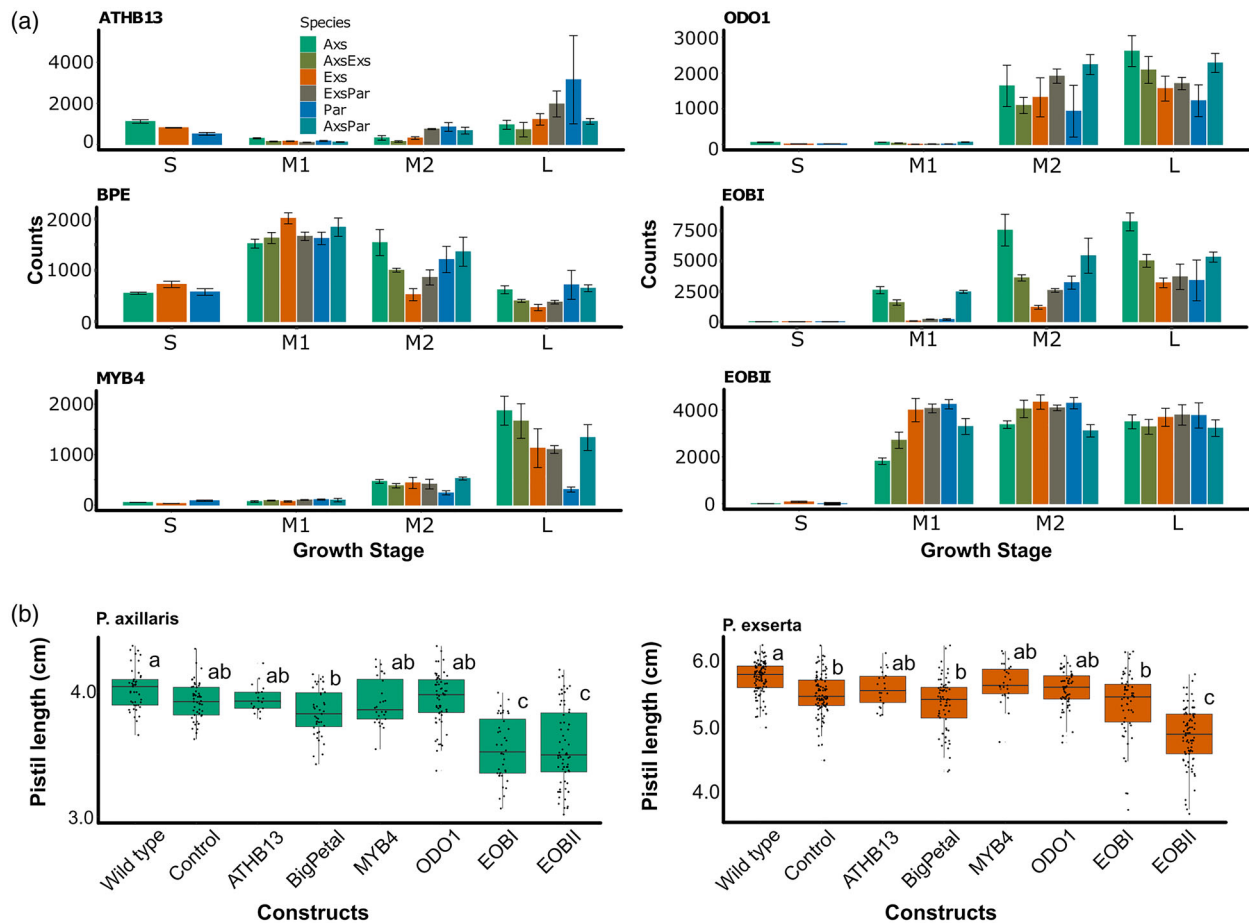 (a)
ATHB13
Species
Axs
AxsExs
Exs
ExsPar
Par
AxsPar
4000
2000
0
S M1 M2 L
ODO1
3000
2000
1000
0
S M1 M2 L
BPE
Counts
2000
1000
0
S M1 M2 L
EOBI
Counts
7500
5000
2500
0
S M1 M2 L
MYB4
2000
1000
0
S M1 M2 L
Growth Stage
EOBII
4000
2000
0
S M1 M2 L
Growth Stage
(b)
P. axillaris
Pistil length (cm)
4.0
3.0
a ab ab b ab ab c c
Wild type Control ATHB13 BigPetal MYB4 ODO1 EOBI EOBII
Constructs
P. exserta
Pistil length (cm)
6.0
5.0
4.0
a b ab b ab ab b c
Wild type Control ATHB13 BigPetal MYB4 ODO1 EOBI EOBII
Constructs